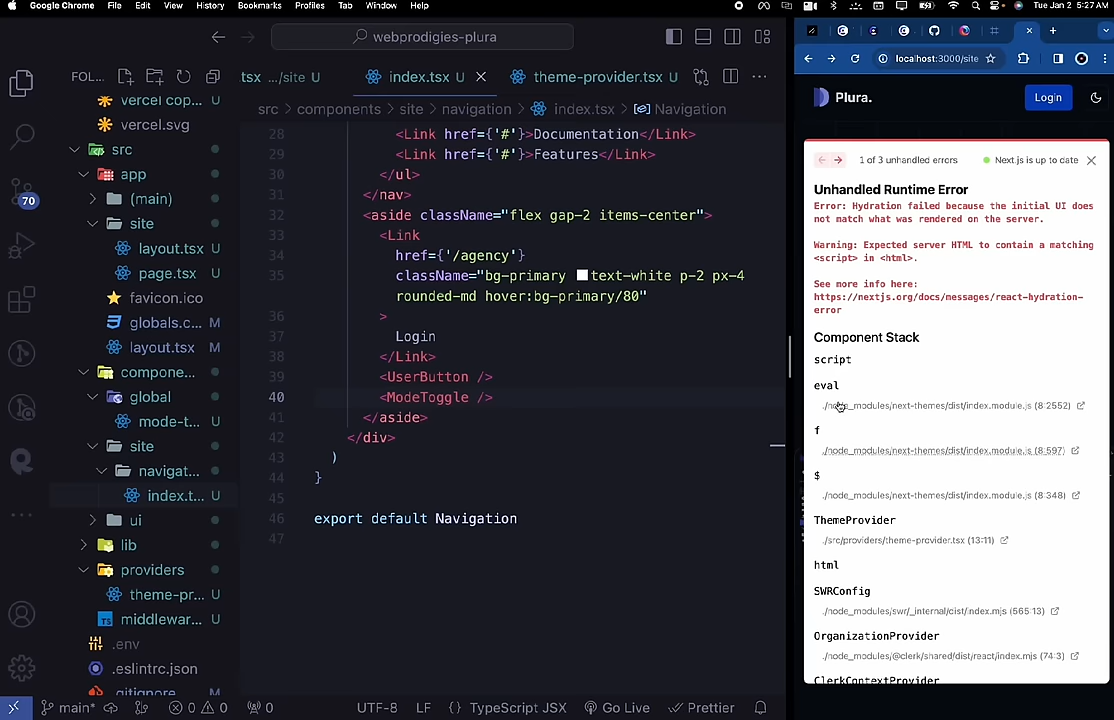 Google Chrome File Edit View History Bookmarks Profiles Tab Window Help Tue Jan 2 5:27 AM
webprodigies-plura
FOL...
tsx .../site U
index.tsx U
theme-provider.tsx U
src > components > site > navigation > index.tsx > Navigation
vercel cop... U
vercel.svg
src
app
(main)
site
layout.tsx U
page.tsx U
favicon.ico
globals.c... M
layout.tsx M
compone...
global
mode-t... U
site
navigat...
index.t... U
ui
lib
providers
theme-pr... U
middlewar... U
.env
.eslintrc.json
.gitignore M
70
28 <Link href={'#'}>Documentation</Link>
29 <Link href={'#'}>Features</Link>
30 </ul>
31 </nav>
32 <aside className="flex gap-2 items-center">
33 <Link
34 href={'/agency'}
35 className="bg-primary text-white p-2 px-4
rounded-md hover:bg-primary/80"
36 >
37 Login
38 </Link>
39 <UserButton />
40 <ModeToggle />
41 </aside>
42 </div>
43 )
44 }
45
46 export default Navigation
47
localhost:3000/site
Plura.
Login
1 of 3 unhandled errors
Next.js is up to date
Unhandled Runtime Error
Error: Hydration failed because the initial UI does
not match what was rendered on the server.
Warning: Expected server HTML to contain a matching
<script> in <html>.
See more info here:
https://nextjs.org/docs/messages/react-hydration-
error
Component Stack
script
eval
./node_modules/next-themes/dist/index.module.js (8:2552)
f
./node_modules/next-themes/dist/index.module.js (8:597)
$
./node_modules/next-themes/dist/index.module.js (8:348)
ThemeProvider
./src/providers/theme-provider.tsx (13:11)
html
SWRConfig
./node_modules/swr/_internal/dist/index.mjs (565:13)
OrganizationProvider
./node_modules/@clerk/shared/dist/react/index.mjs (74:3)
ClerkContextProvider
main* 0 0 0 UTF-8 LF {} TypeScript JSX Go Live Prettier